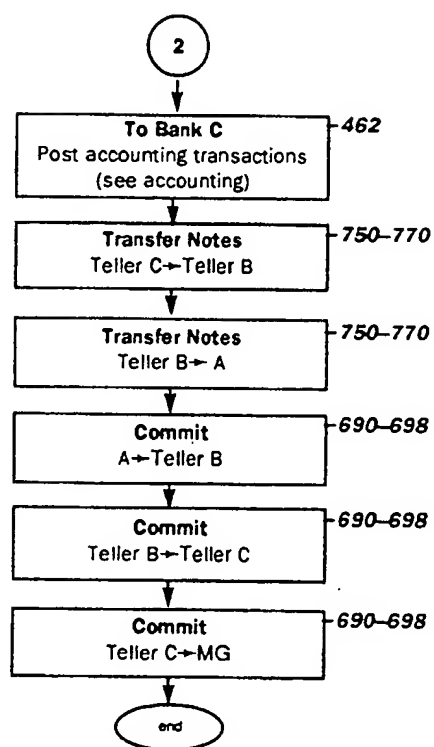 2
To Bank C
462
Post accounting transactions
(see accounting)
Transfer Notes
750–770
Teller C→Teller B
Transfer Notes
750–770
Teller B→ A
Commit
690–698
A→Teller B
Commit
690–698
Teller B→Teller C
Commit
690–698
Teller C→MG
end